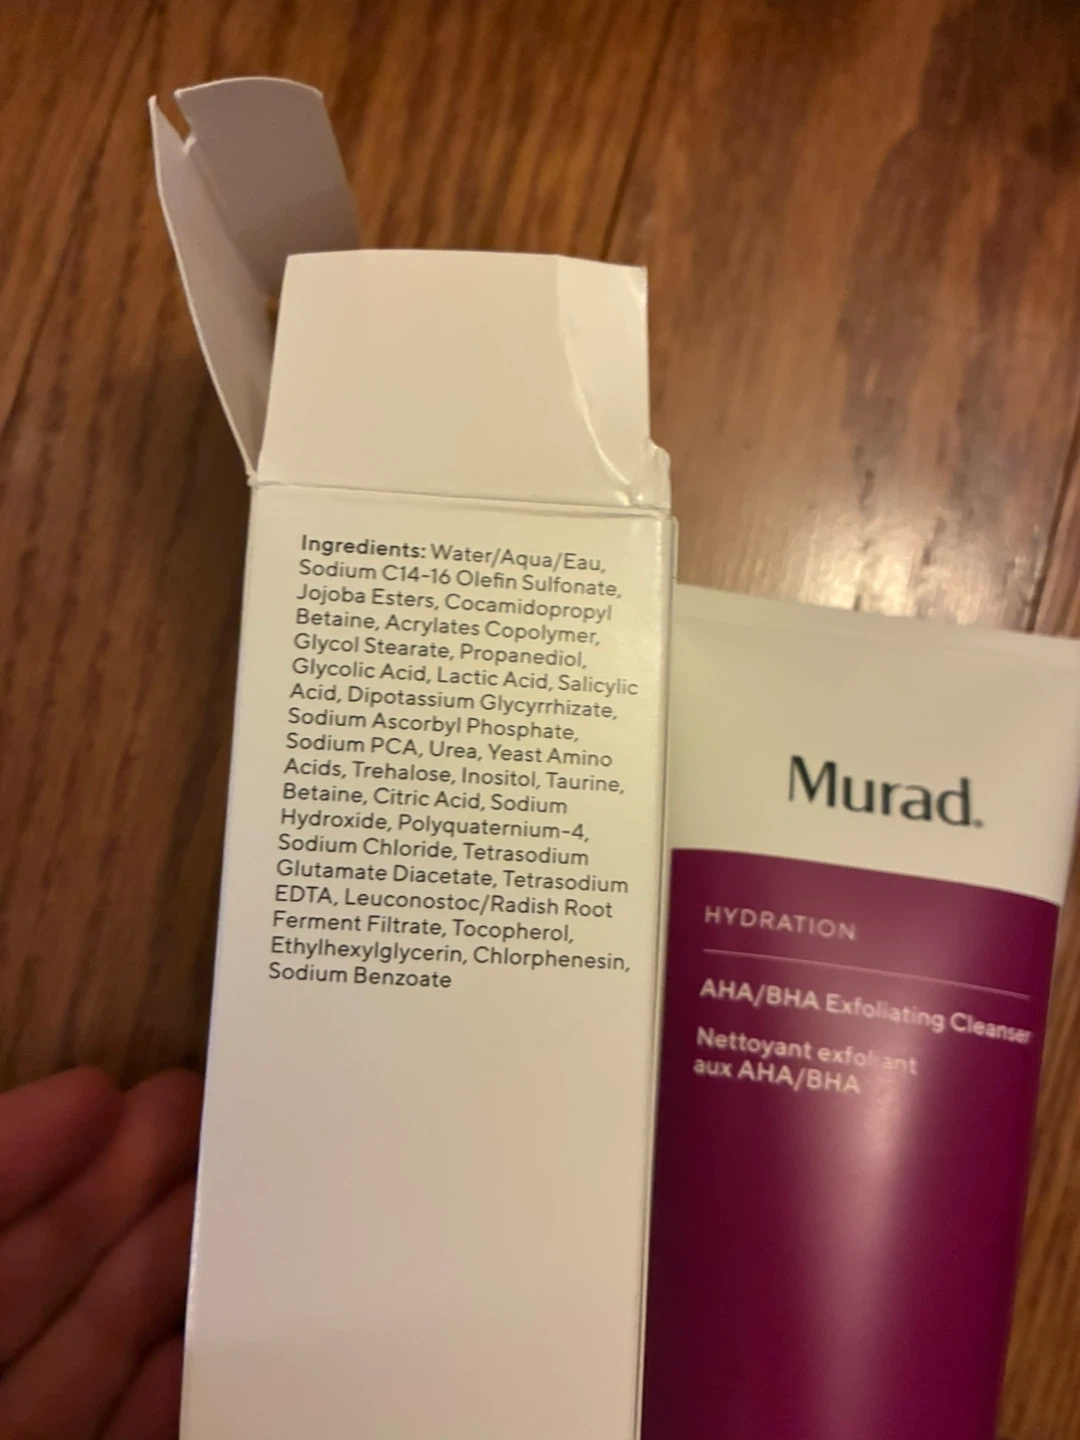 Ingredients: Water/Aqua/Eau,
Sodium C14-16 Olefin Sulfonate,
Jojoba Esters, Cocamidopropyl
Betaine, Acrylates Copolymer,
Glycol Stearate, Propanediol,
Glycolic Acid, Lactic Acid, Salicylic
Acid, Dipotassium Glycyrrhizate,
Sodium Ascorbyl Phosphate,
Sodium PCA, Urea, Yeast Amino
Acids, Trehalose, Inositol, Taurine,
Betaine, Citric Acid, Sodium
Hydroxide, Polyquaternium-4,
Sodium Chloride, Tetrasodium
Glutamate Diacetate, Tetrasodium
EDTA, Leuconostoc/Radish Root
Ferment Filtrate, Tocopherol,
Ethylhexylglycerin, Chlorphenesin,
Sodium Benzoate
Murad.
HYDRATION
AHA/BHA Exfoliating Cleanser
Nettoyant exfoliant
aux AHA/BHA